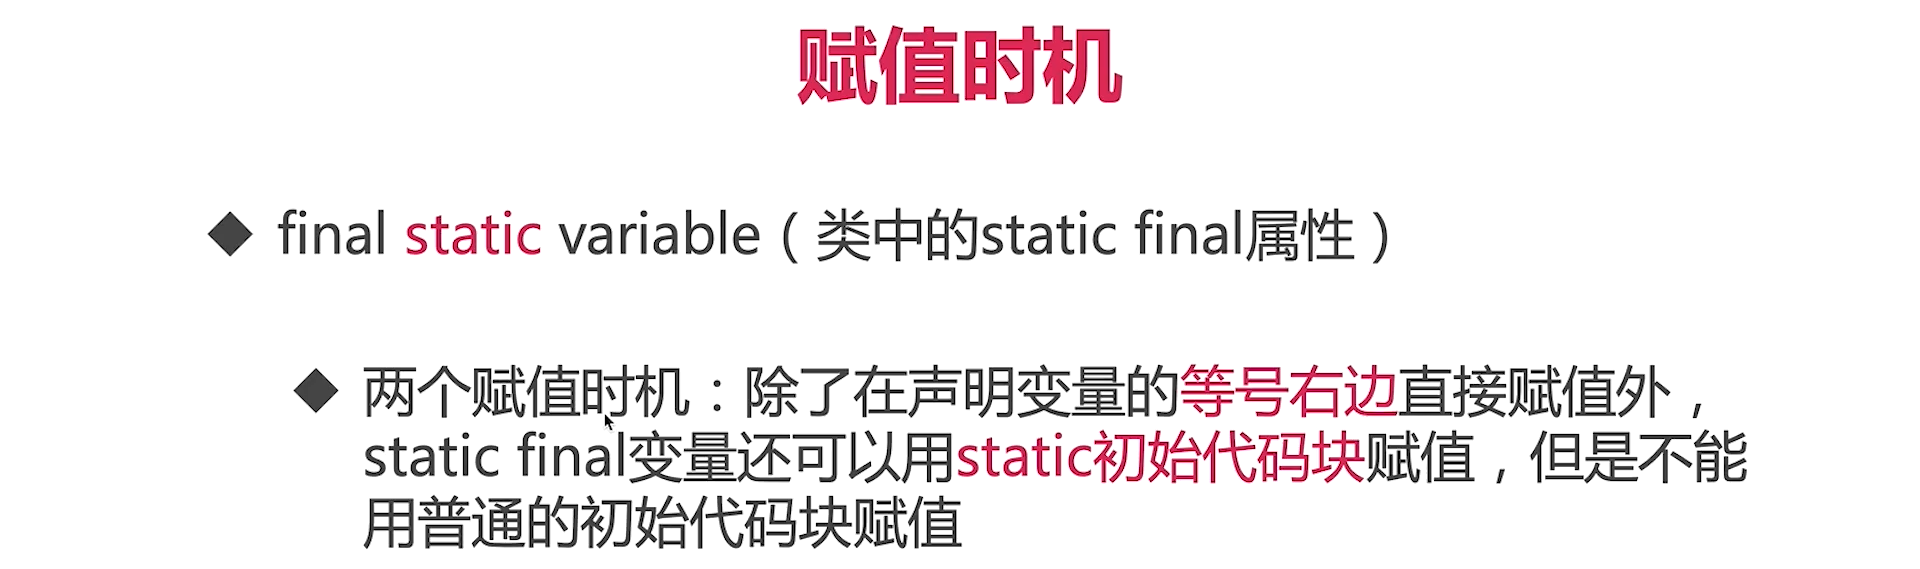 赋值时机
final static variable（类中的static final属性）
两个赋值时机：除了在声明变量的等号右边直接赋值外，
static final变量还可以用static初始代码块赋值，但是不能
用普通的初始代码块赋值